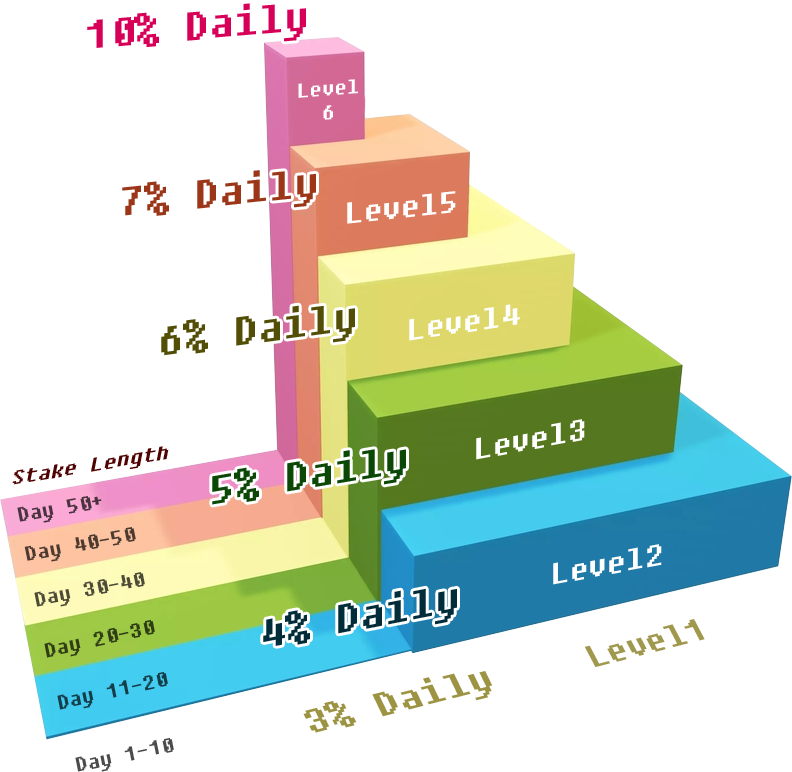 10% Daily
Level
6
7% Daily
Level5
6% Daily
Level4
5% Daily
Level3
4% Daily
Level2
3% Daily
Level1
Stake Length
Day 50+
Day 40-50
Day 30-40
Day 20-30
Day 11-20
Day 1-10